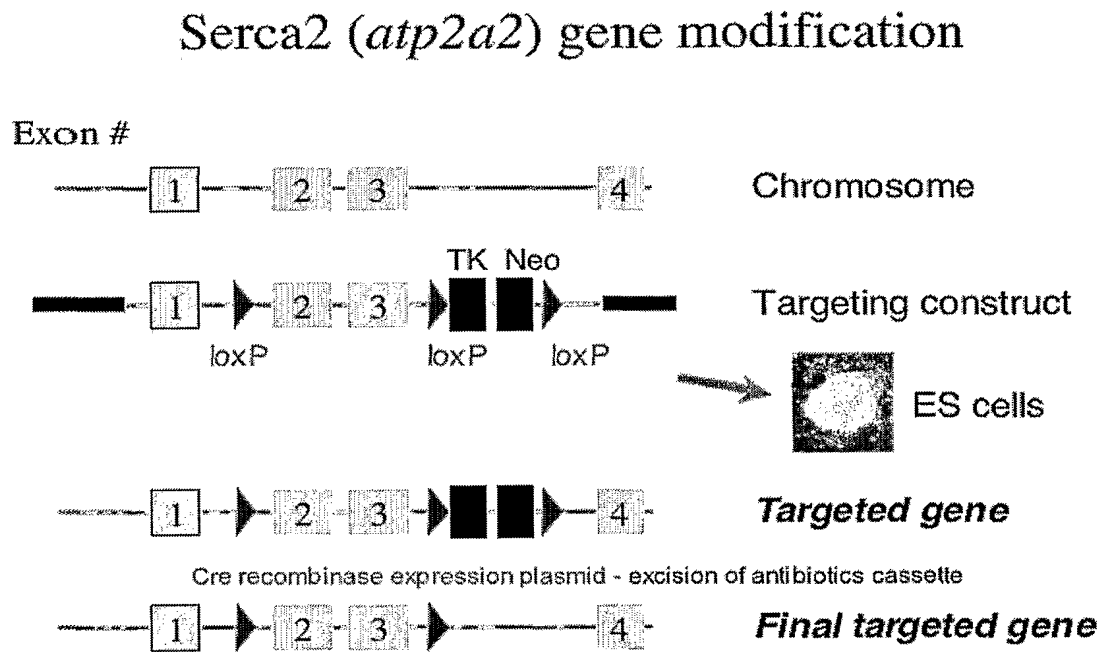 Serca2 (atp2a2) gene modification
Exon #
1 2 3 4 Chromosome
TK Neo
1 2 3 Targeting construct
loxP loxP loxP
ES cells
1 2 3 4 Targeted gene
Cre recombinase expression plasmid - excision of antibiotics cassette
1 2 3 4 Final targeted gene